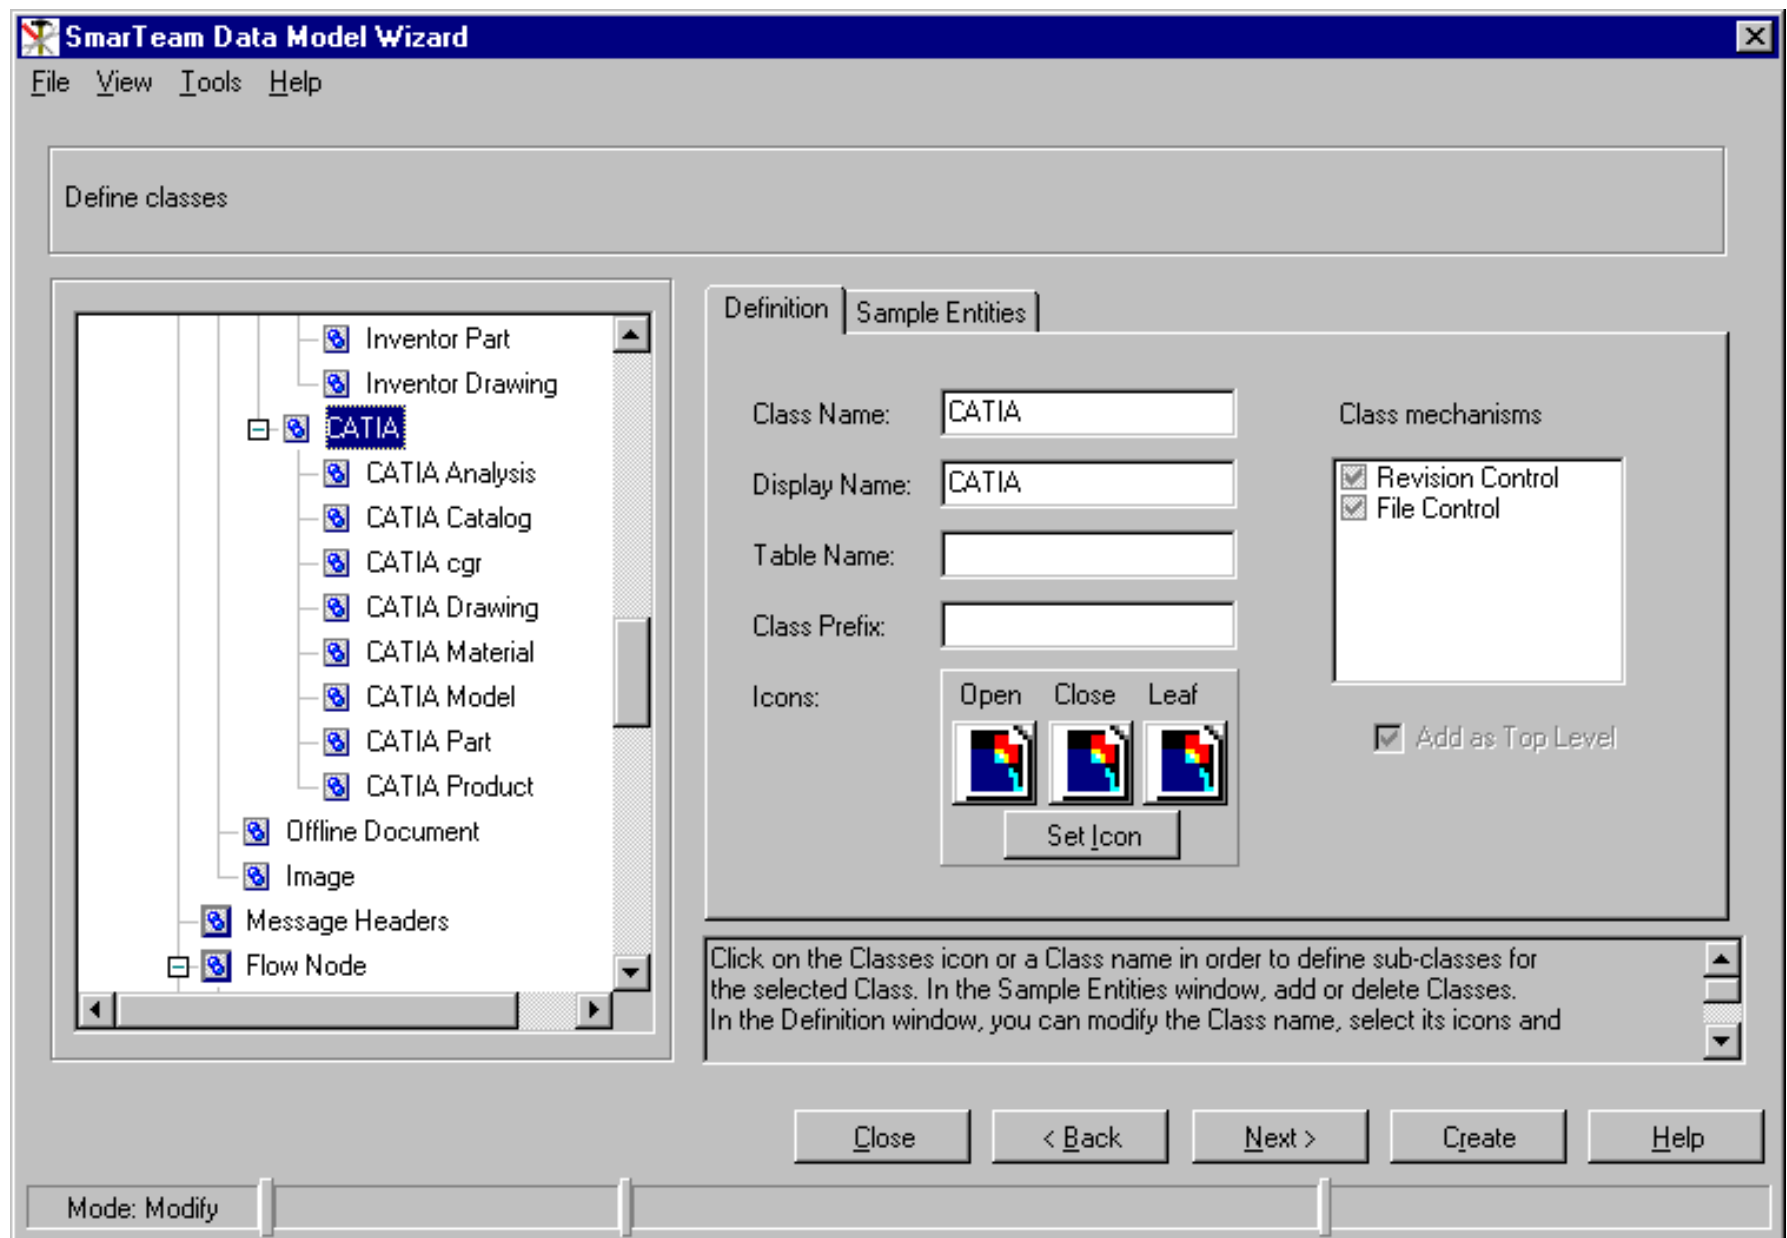 SmarTeam Data Model Wizard
File View Tools Help
Define classes
Inventor Part
Inventor Drawing
CATIA
CATIA Analysis
CATIA Catalog
CATIA cgr
CATIA Drawing
CATIA Material
CATIA Model
CATIA Part
CATIA Product
Offline Document
Image
Message Headers
Flow Node
Definition Sample Entities
Class Name: CATIA
Display Name: CATIA
Table Name:
Class Prefix:
Icons:
Open Close Leaf
Set Icon
Class mechanisms
Revision Control
File Control
Add as Top Level
Click on the Classes icon or a Class name in order to define sub-classes for
the selected Class. In the Sample Entities window, add or delete Classes.
In the Definition window, you can modify the Class name, select its icons and
Close < Back Next > Create Help
Mode: Modify